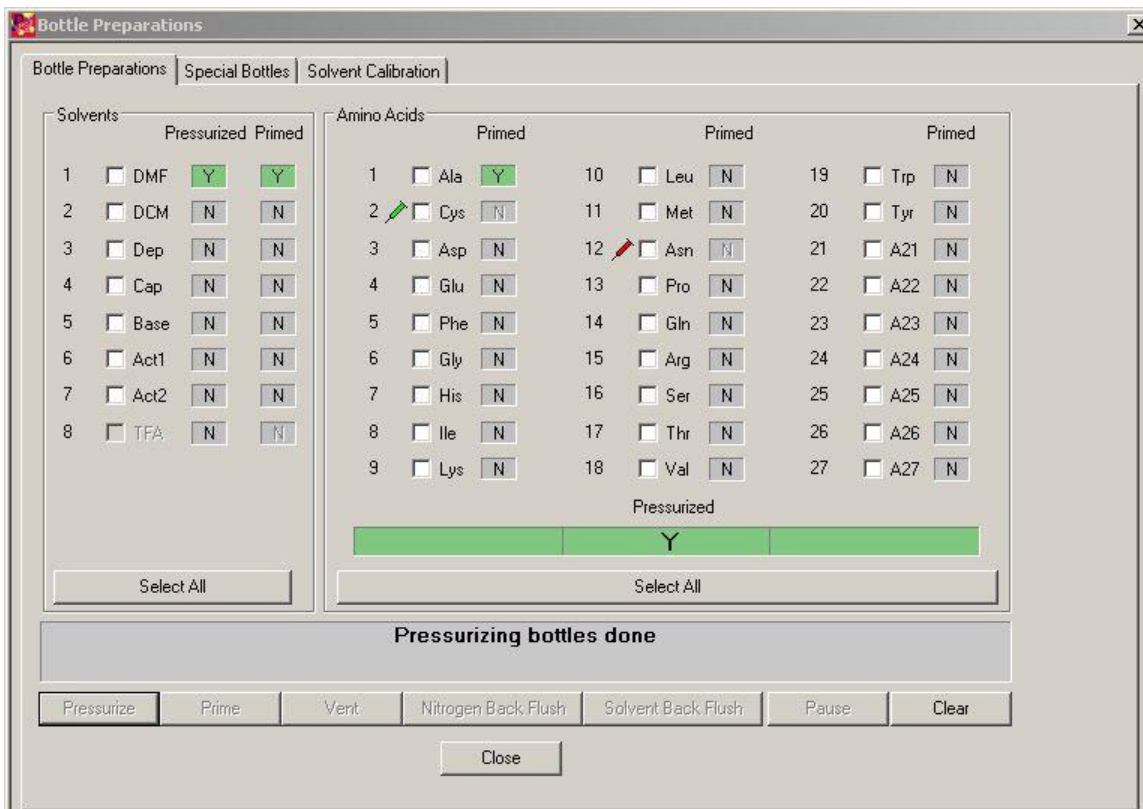 Bottle Preparations
Bottle Preparations Special Bottles Solvent Calibration
Solvents
Pressurized Primed
1 DMF Y Y
2 DCM N N
3 Dep N N
4 Cap N N
5 Base N N
6 Act1 N N
7 Act2 N N
8 TFA N N
Select All
Amino Acids
Primed Primed Primed
1 Ala Y 10 Leu N 19 Trp N
2 Cys N 11 Met N 20 Tyr N
3 Asp N 12 Asn N 21 A21 N
4 Glu N 13 Pro N 22 A22 N
5 Phe N 14 Gln N 23 A23 N
6 Gly N 15 Arg N 24 A24 N
7 His N 16 Ser N 25 A25 N
8 Ile N 17 Thr N 26 A26 N
9 Lys N 18 Val N 27 A27 N
Pressurized
Y
Select All
Pressurizing bottles done
Pressurize Prime Vent Nitrogen Back Flush Solvent Back Flush Pause Clear
Close